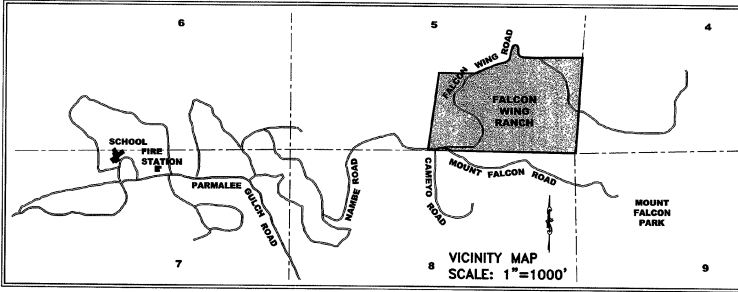 6
5
4
FALCON WING ROAD
FALCON
WING
RANCH
SCHOOL
FIRE
STATION
PARMALEE
GULCH ROAD
NAMBE ROAD
CAMEYO ROAD
MOUNT FALCON ROAD
MOUNT
FALCON
PARK
VICINITY MAP
SCALE: 1"=1000'
7
8
9